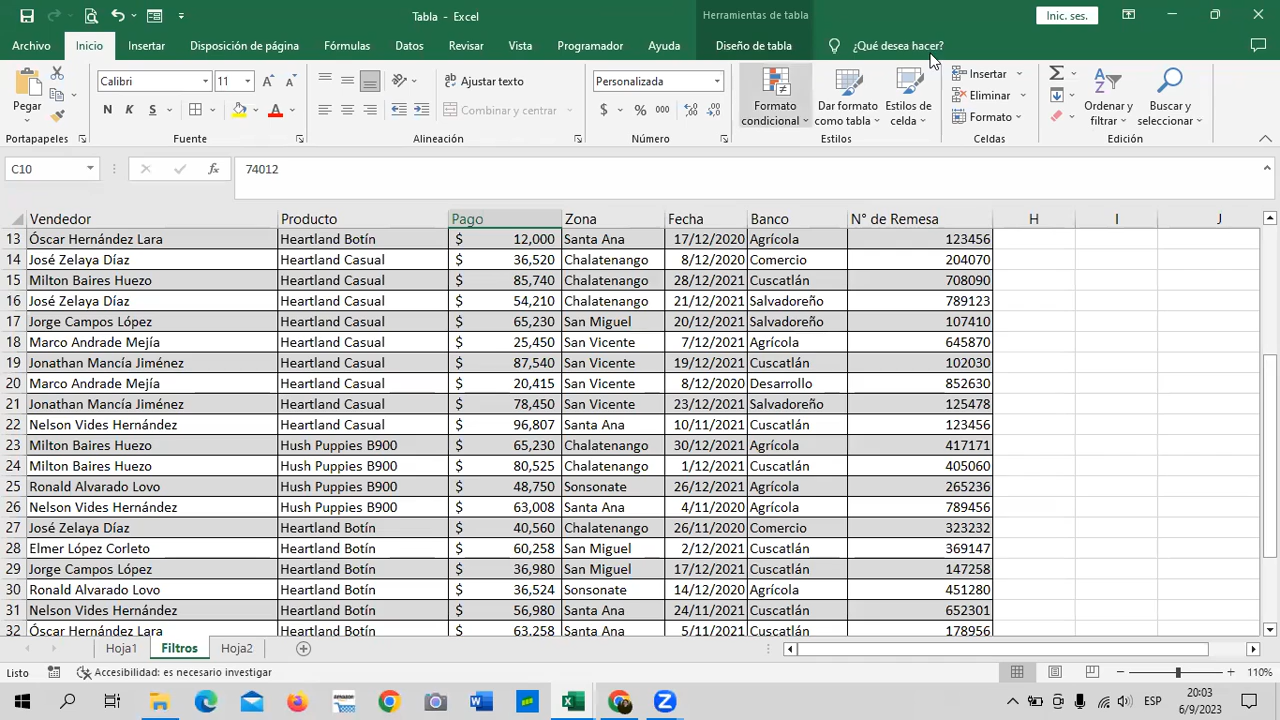 Tabla - Excel
Herramientas de tabla
Inic. ses.
Archivo Inicio Insertar Disposición de página Fórmulas Datos Revisar Vista Programador Ayuda Diseño de tabla ¿Qué desea hacer?
Pegar
Calibri 11
Ajustar texto
Personalizada
Formato condicional
Dar formato como tabla
Estilos de celda
Insertar
Eliminar
Formato
Ordenar y filtrar
Buscar y seleccionar
N K S
Combinar y centrar
$ % 000
Portapapeles Fuente Alineación Número Estilos Celdas Edición
C10 fx 74012
Vendedor Producto Pago Zona Fecha Banco N° de Remesa H I J
13 Óscar Hernández Lara Heartland Botín $ 12,000 Santa Ana 17/12/2020 Agrícola 123456
14 José Zelaya Díaz Heartland Casual $ 36,520 Chalatenango 8/12/2020 Comercio 204070
15 Milton Baires Huezo Heartland Casual $ 85,740 Chalatenango 28/12/2021 Cuscatlán 708090
16 José Zelaya Díaz Heartland Casual $ 54,210 Chalatenango 21/12/2021 Salvadoreño 789123
17 Jorge Campos López Heartland Casual $ 65,230 San Miguel 20/12/2021 Salvadoreño 107410
18 Marco Andrade Mejía Heartland Casual $ 25,450 San Vicente 7/12/2021 Agrícola 645870
19 Jonathan Mancía Jiménez Heartland Casual $ 87,540 San Vicente 19/12/2021 Cuscatlán 102030
20 Marco Andrade Mejía Heartland Casual $ 20,415 San Vicente 8/12/2020 Desarrollo 852630
21 Jonathan Mancía Jiménez Heartland Casual $ 78,450 San Vicente 23/12/2021 Salvadoreño 125478
22 Nelson Vides Hernández Heartland Casual $ 96,807 Santa Ana 10/11/2021 Cuscatlán 123456
23 Milton Baires Huezo Hush Puppies B900 $ 65,230 Chalatenango 30/12/2021 Agrícola 417171
24 Milton Baires Huezo Hush Puppies B900 $ 80,525 Chalatenango 1/12/2021 Cuscatlán 405060
25 Ronald Alvarado Lovo Hush Puppies B900 $ 48,750 Sonsonate 26/12/2021 Agrícola 265236
26 Nelson Vides Hernández Hush Puppies B900 $ 63,008 Santa Ana 4/11/2020 Agrícola 789456
27 José Zelaya Díaz Heartland Botín $ 40,560 Chalatenango 26/11/2020 Comercio 323232
28 Elmer López Corleto Heartland Botín $ 60,258 San Miguel 2/12/2021 Cuscatlán 369147
29 Jorge Campos López Heartland Botín $ 36,980 San Miguel 17/12/2021 Cuscatlán 147258
30 Ronald Alvarado Lovo Heartland Botín $ 36,524 Sonsonate 14/12/2020 Agrícola 451280
31 Nelson Vides Hernández Heartland Botín $ 56,980 Santa Ana 24/11/2021 Cuscatlán 652301
32 Óscar Hernández Lara Heartland Botín $ 63,258 Santa Ana 5/11/2021 Cuscatlán 178956
Hoja1 Filtros Hoja2
Listo Accesibilidad: es necesario investigar 110%
ESP
20:03
6/9/2023